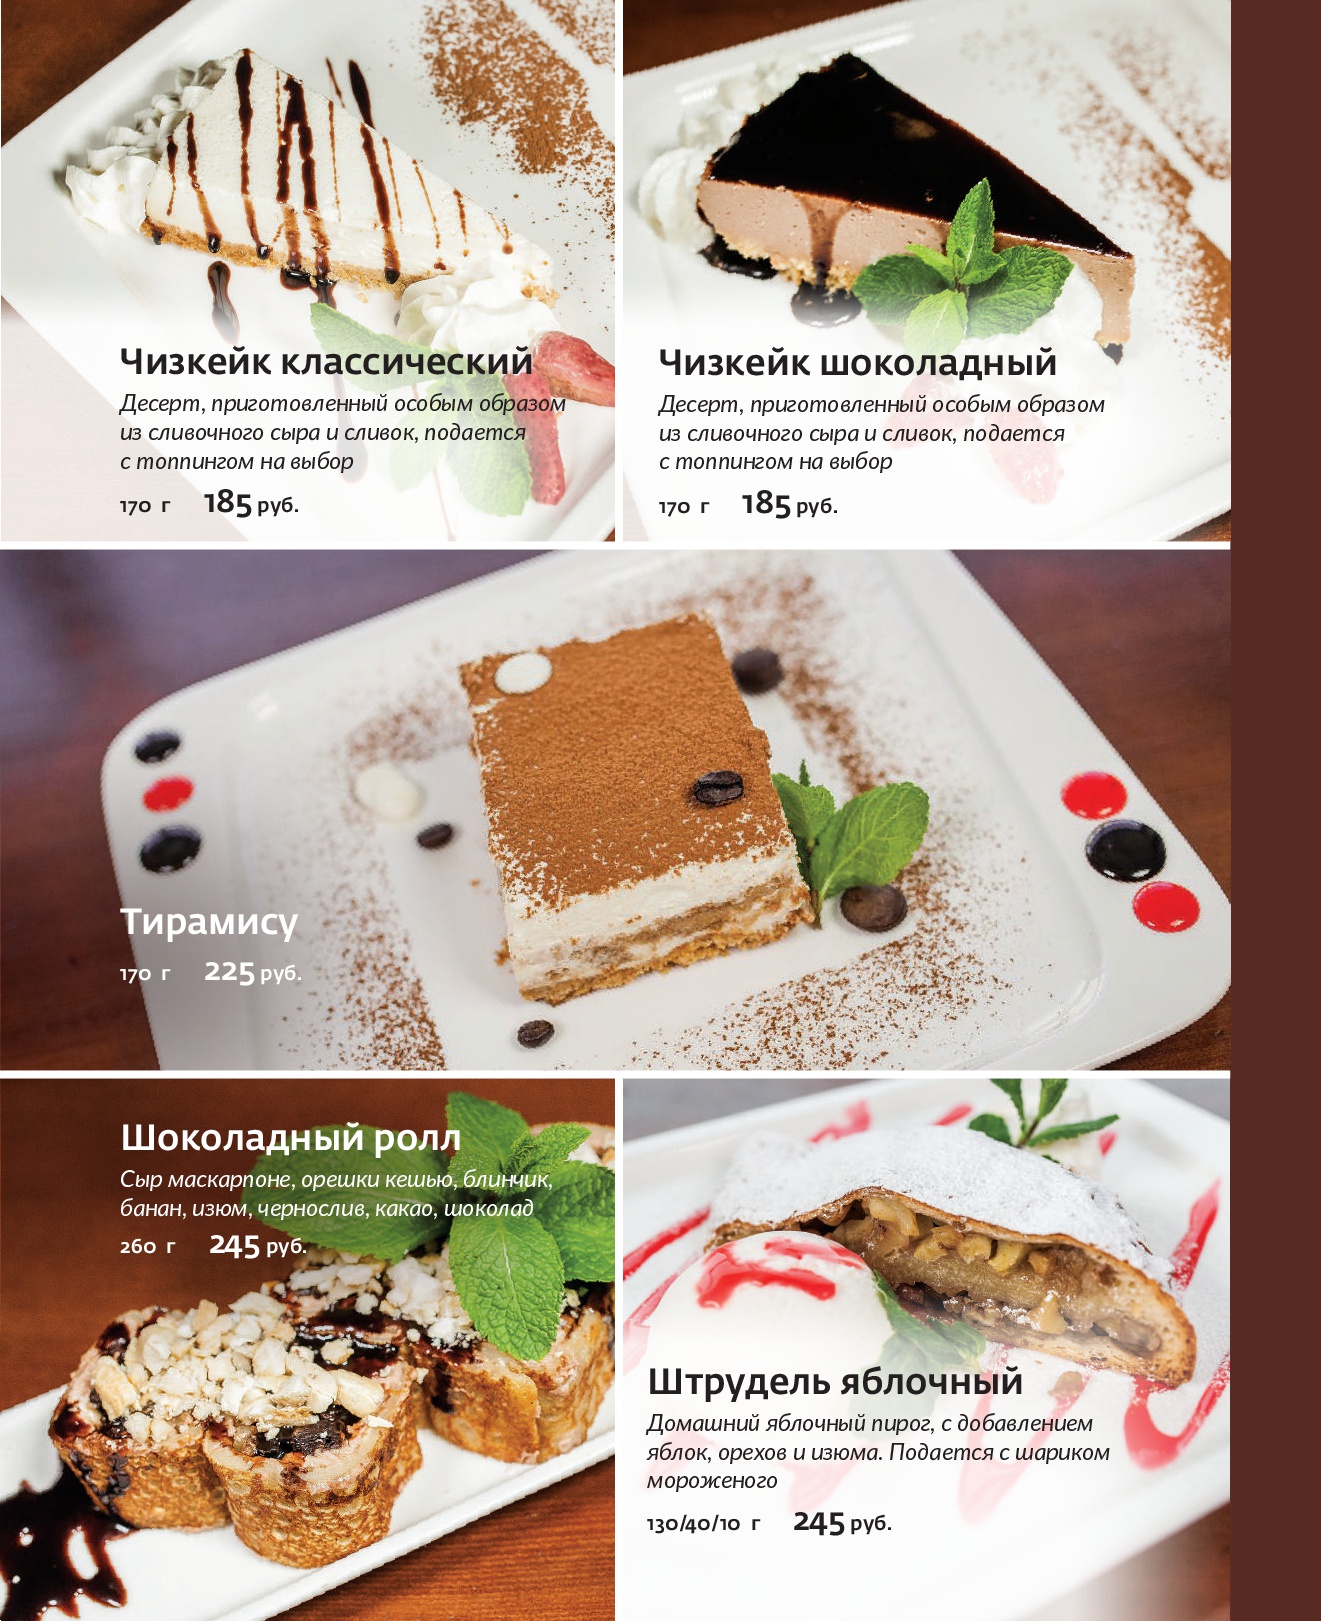 Чизкейк классический
Десерт, приготовленный особым образом
из сливочного сыра и сливок, подается
с топпингом на выбор
170 г 185 руб.
Чизкейк шоколадный
Десерт, приготовленный особым образом
из сливочного сыра и сливок, подается
с топпингом на выбор
170 г 185 руб.
Тирамису
170 г 225 руб.
Шоколадный ролл
Сыр маскарпоне, орешки кешью, блинчик,
банан, изюм, чернослив, какао, шоколад
260 г 245 руб.
Штрудель яблочный
Домашний яблочный пирог, с добавлением
яблок, орехов и изюма. Подается с шариком
мороженого
130/40/10 г 245 руб.